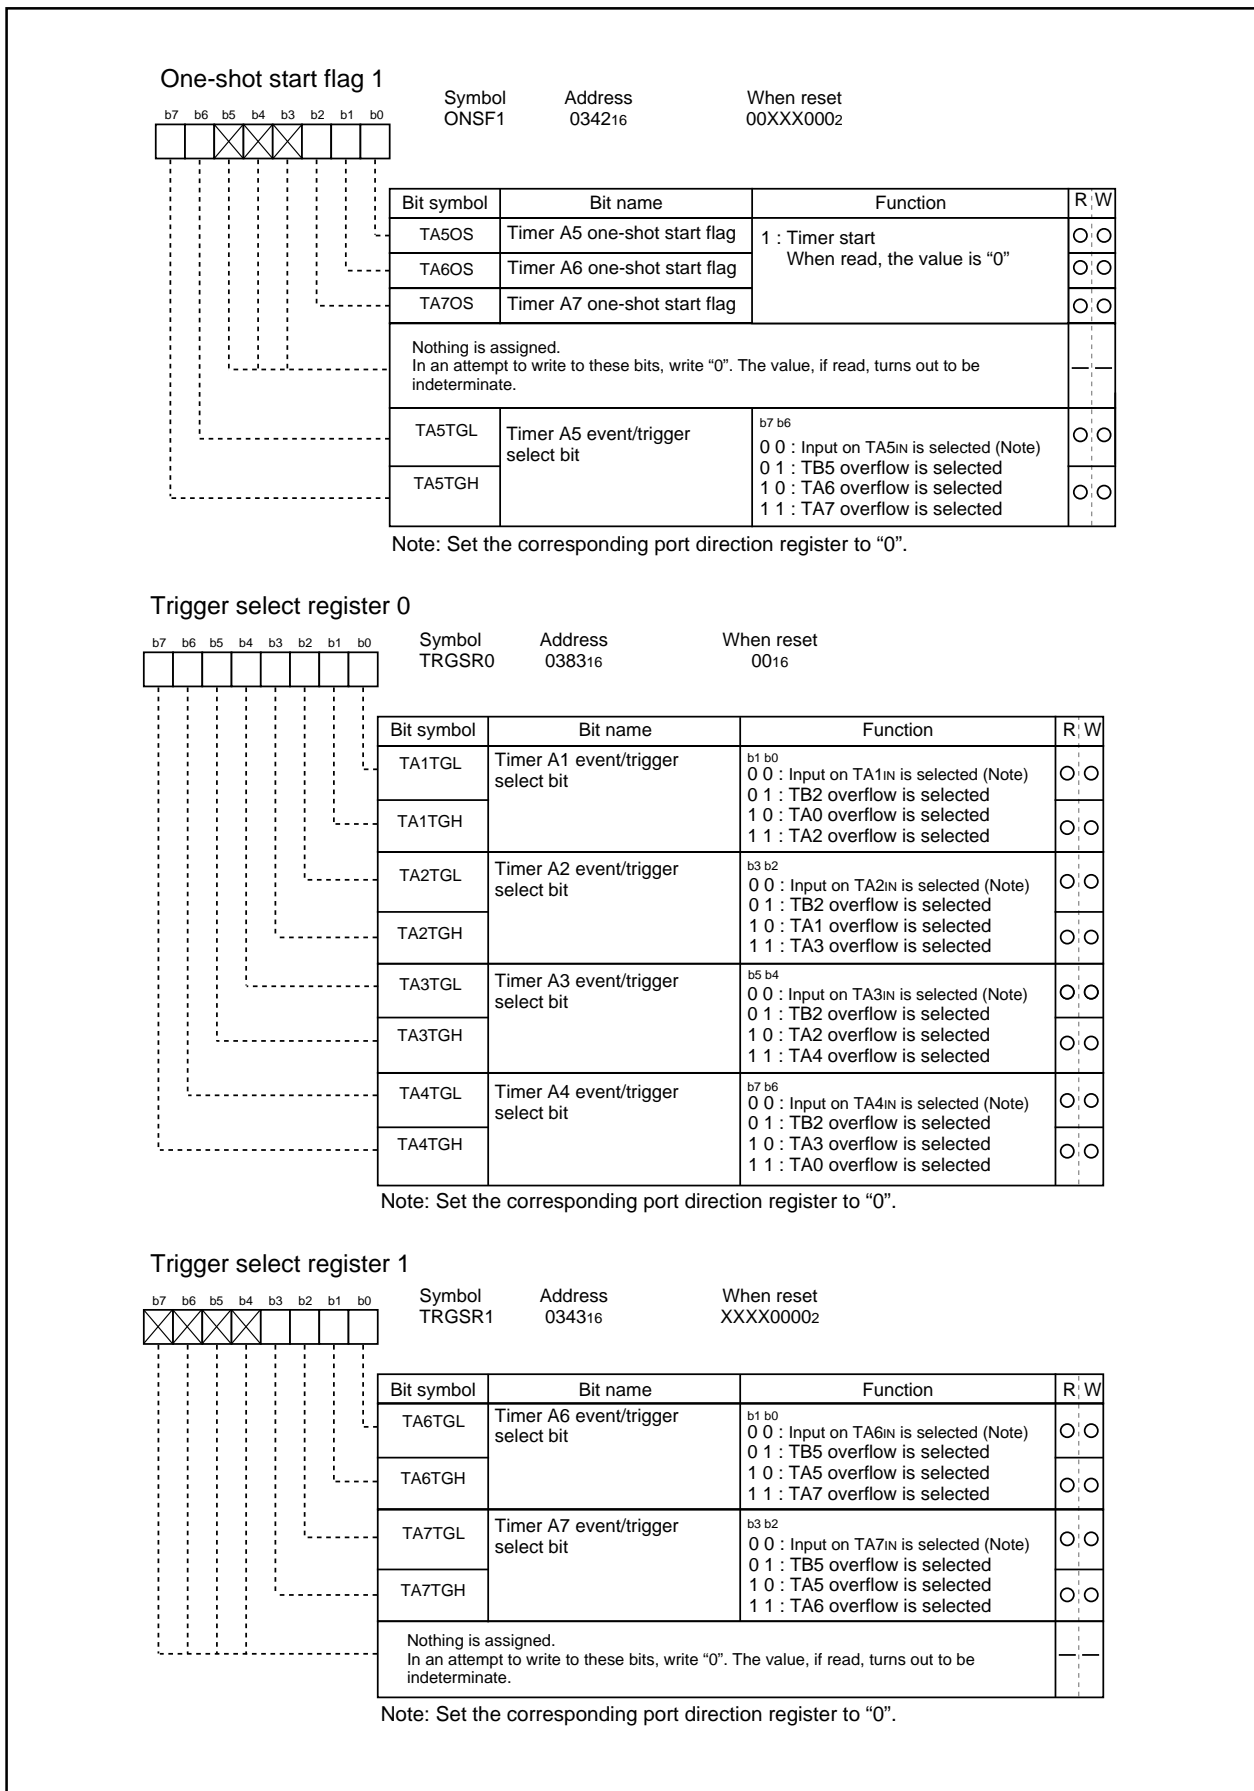 One-shot start flag 1
Symbol Address When reset
ONSF1 034216 00XXX0002
b7 b6 b5 b4 b3 b2 b1 b0
Bit symbol Bit name Function R W
TA5OS Timer A5 one-shot start flag 1 : Timer start
When read, the value is “0”
TA6OS Timer A6 one-shot start flag
TA7OS Timer A7 one-shot start flag
Nothing is assigned.
In an attempt to write to these bits, write “0”. The value, if read, turns out to be
indeterminate.
TA5TGL Timer A5 event/trigger
select bit
b7 b6
0 0 : Input on TA5IN is selected (Note)
0 1 : TB5 overflow is selected
TA5TGH
1 0 : TA6 overflow is selected
1 1 : TA7 overflow is selected
Note: Set the corresponding port direction register to “0”.
Trigger select register 0
Symbol Address When reset
TRGSR0 038316 0016
b7 b6 b5 b4 b3 b2 b1 b0
Bit symbol Bit name Function R W
TA1TGL Timer A1 event/trigger
select bit
b1 b0
0 0 : Input on TA1IN is selected (Note)
0 1 : TB2 overflow is selected
TA1TGH
1 0 : TA0 overflow is selected
1 1 : TA2 overflow is selected
TA2TGL Timer A2 event/trigger
select bit
b3 b2
0 0 : Input on TA2IN is selected (Note)
0 1 : TB2 overflow is selected
TA2TGH
1 0 : TA1 overflow is selected
1 1 : TA3 overflow is selected
TA3TGL Timer A3 event/trigger
select bit
b5 b4
0 0 : Input on TA3IN is selected (Note)
0 1 : TB2 overflow is selected
TA3TGH
1 0 : TA2 overflow is selected
1 1 : TA4 overflow is selected
TA4TGL Timer A4 event/trigger
select bit
b7 b6
0 0 : Input on TA4IN is selected (Note)
0 1 : TB2 overflow is selected
TA4TGH
1 0 : TA3 overflow is selected
1 1 : TA0 overflow is selected
Note: Set the corresponding port direction register to “0”.
Trigger select register 1
Symbol Address When reset
TRGSR1 034316 XXXX00002
b7 b6 b5 b4 b3 b2 b1 b0
Bit symbol Bit name Function R W
TA6TGL Timer A6 event/trigger
select bit
b1 b0
0 0 : Input on TA6IN is selected (Note)
0 1 : TB5 overflow is selected
TA6TGH
1 0 : TA5 overflow is selected
1 1 : TA7 overflow is selected
TA7TGL Timer A7 event/trigger
select bit
b3 b2
0 0 : Input on TA7IN is selected (Note)
0 1 : TB5 overflow is selected
TA7TGH
1 0 : TA5 overflow is selected
1 1 : TA6 overflow is selected
Nothing is assigned.
In an attempt to write to these bits, write “0”. The value, if read, turns out to be
indeterminate.
Note: Set the corresponding port direction register to “0”.